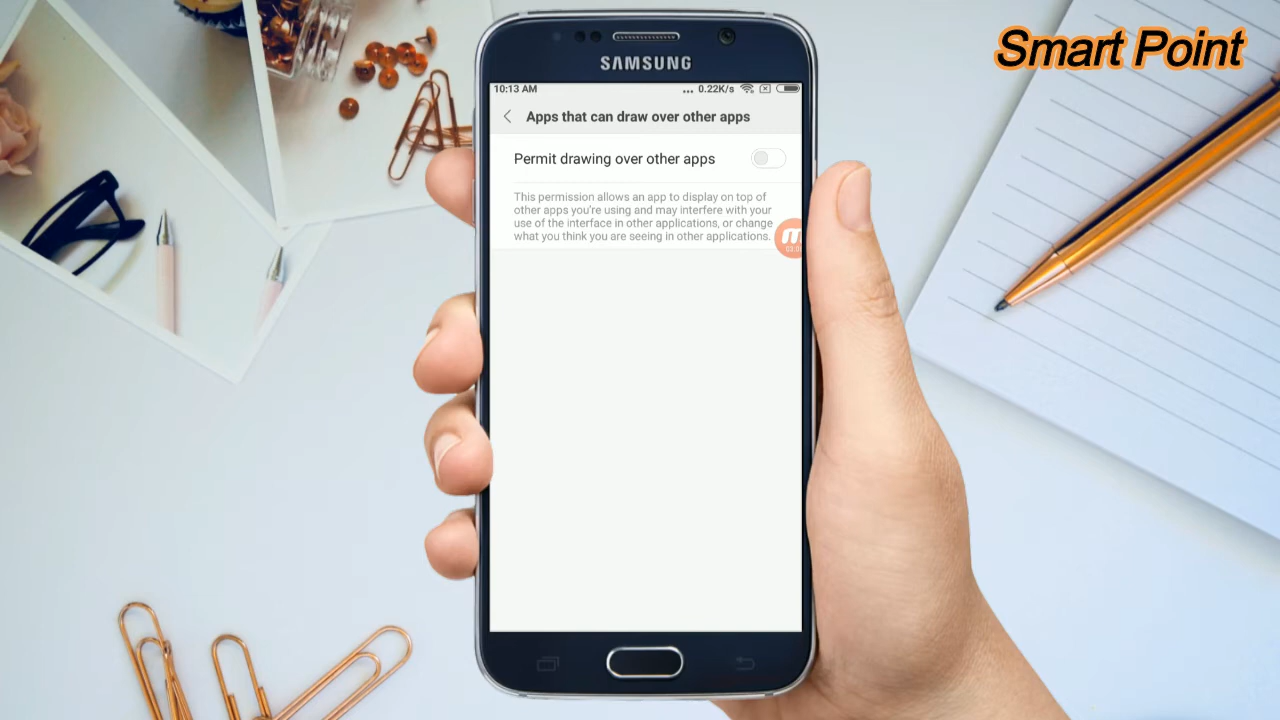 Smart Point
SAMSUNG
10:13 AM
... 0.22K/s
Apps that can draw over other apps
Permit drawing over other apps
This permission allows an app to display on top of
other apps you're using and may interfere with your
use of the interface in other applications, or change
what you think you are seeing in other applications.